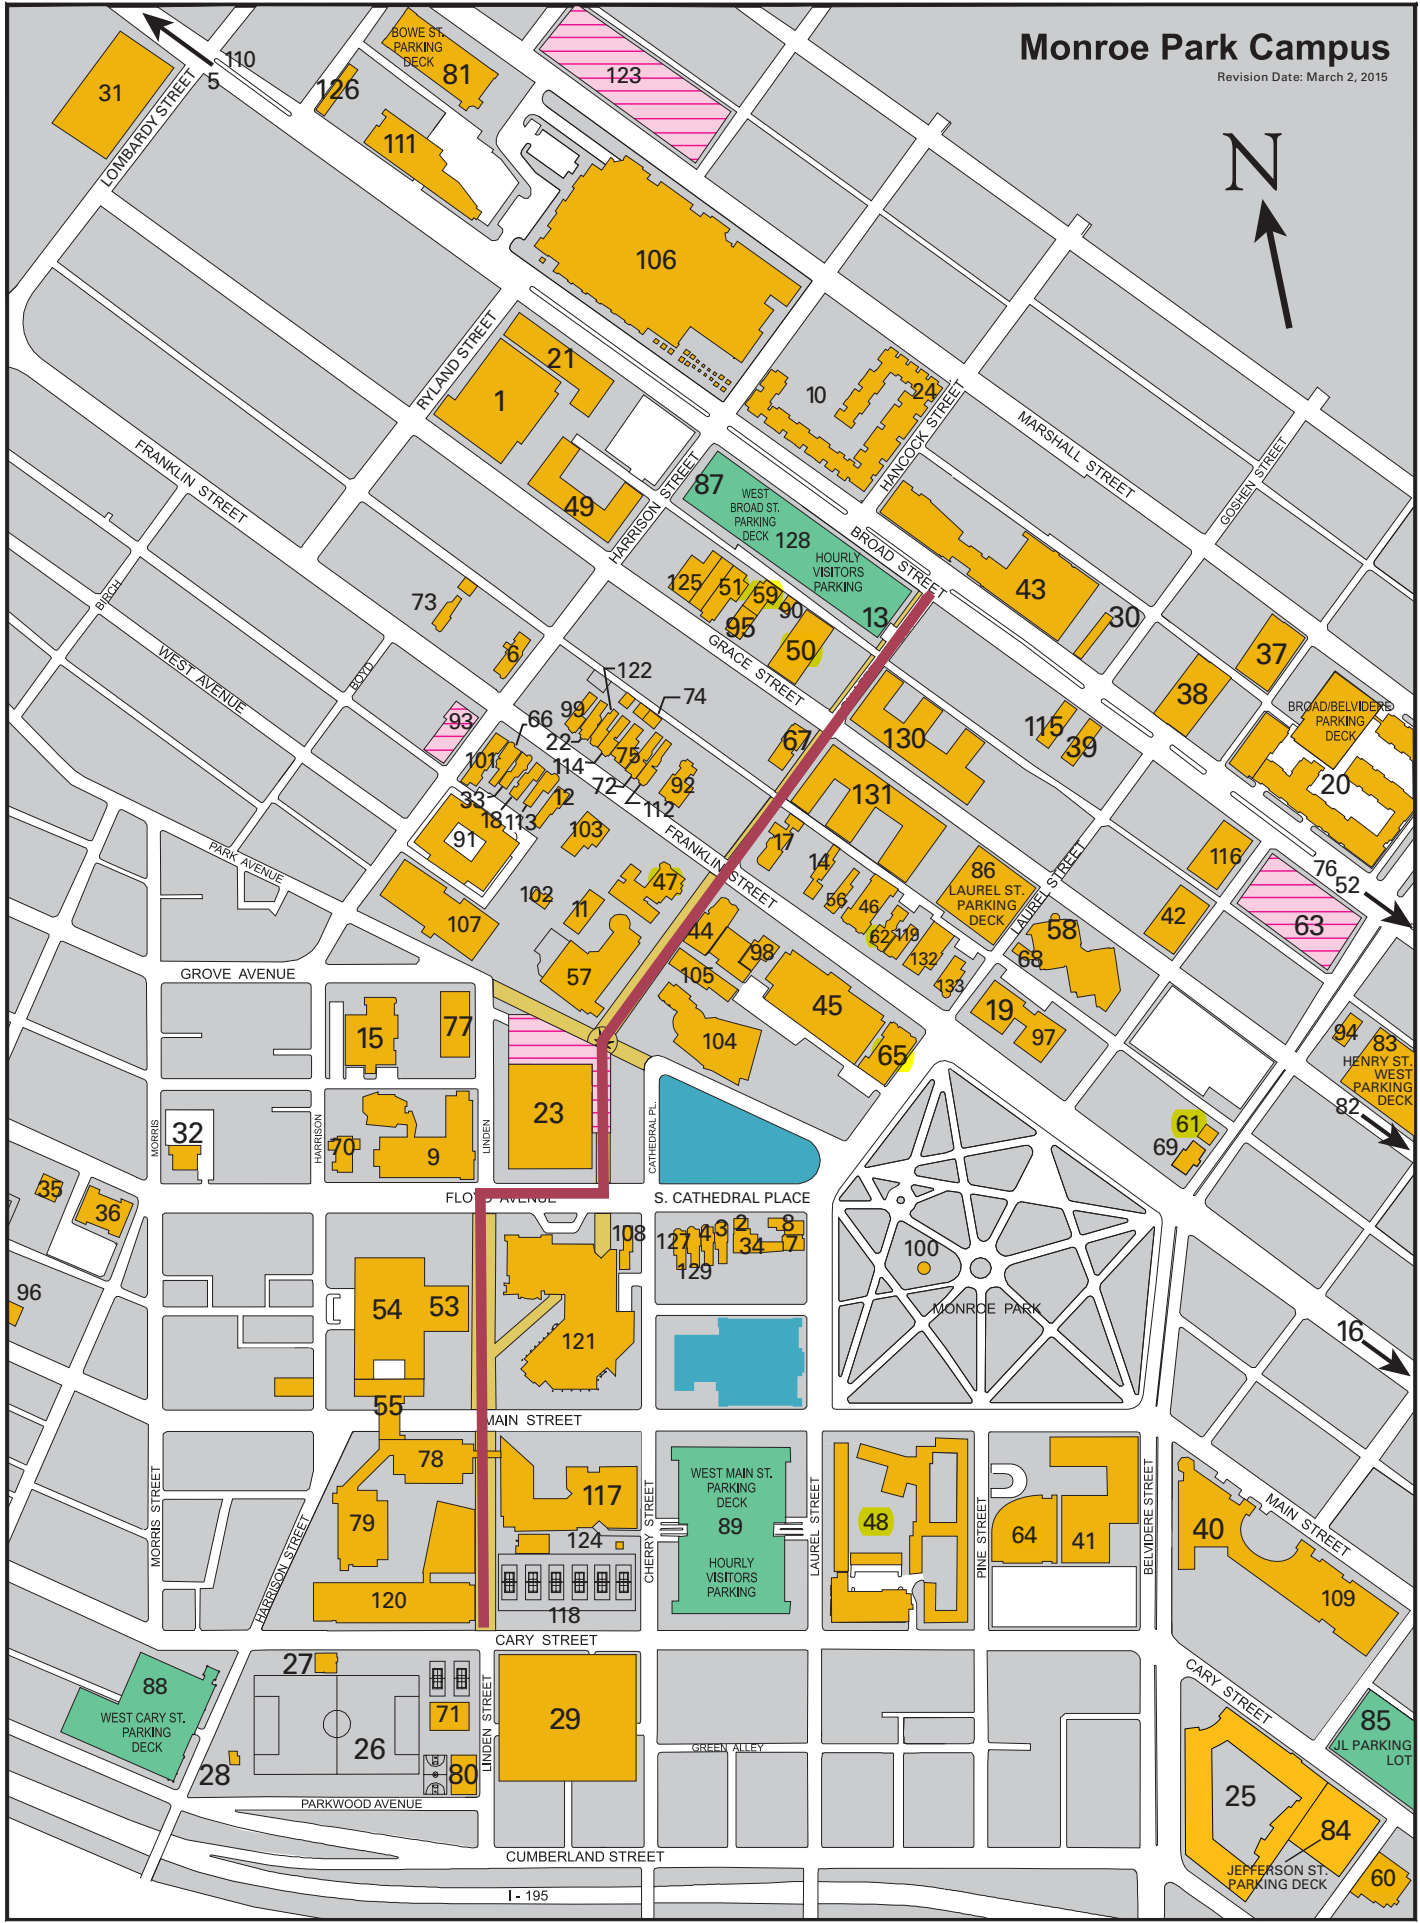 Monroe Park Campus
Revision Date: March 2, 2015
N
BOWE ST.
PARKING
DECK
81
123
110
5
31
126
111
LOMBARDY STREET
106
RYLAND STREET
21
1
10
24
HANCOCK STREET
MARSHALL STREET
GOSHEN STREET
FRANKLIN STREET
49
HARRISON STREET
87
WEST
BROAD ST.
PARKING
DECK
128
HOURLY
VISITORS
PARKING
13
BROAD STREET
43
30
37
38
BROAD/BELVIDERE
PARKING
DECK
20
125
51
59
90
95
50
GRACE STREET
73
6
BIRCH
BOYD
WEST AVENUE
93
122
74
99
66
22
114
75
72
112
92
101
33
18
113
12
103
91
67
130
115
39
131
17
14
56
46
62
119
132
133
86
LAUREL ST.
PARKING
DECK
LAUREL STREET
116
76
52
42
63
58
68
FRANKLIN STREET
PARK AVENUE
47
102
11
107
57
44
98
105
45
104
65
19
97
94
83
HENRY ST.
WEST
PARKING
DECK
82
GROVE AVENUE
15
77
23
CATHEDRAL PL.
61
69
32
MORRIS
HARRISON
70
9
LINDEN
35
36
FLOYD AVENUE
S. CATHEDRAL PLACE
108
127
4
3
2
8
34
7
129
100
MONROE PARK
96
54
53
121
16
55
MAIN STREET
78
117
WEST MAIN ST.
PARKING
DECK
89
HOURLY
VISITORS
PARKING
48
64
41
40
MAIN STREET
109
MORRIS STREET
HARRISON STREET
79
124
CHERRY STREET
LAUREL STREET
PINE STREET
BELVIDERE STREET
120
118
CARY STREET
CARY STREET
88
WEST CARY ST.
PARKING
DECK
27
71
LINDEN STREET
29
26
28
80
GREEN ALLEY
85
JL PARKING
LOT
25
84
JEFFERSON ST.
PARKING DECK
60
PARKWOOD AVENUE
CUMBERLAND STREET
I - 195